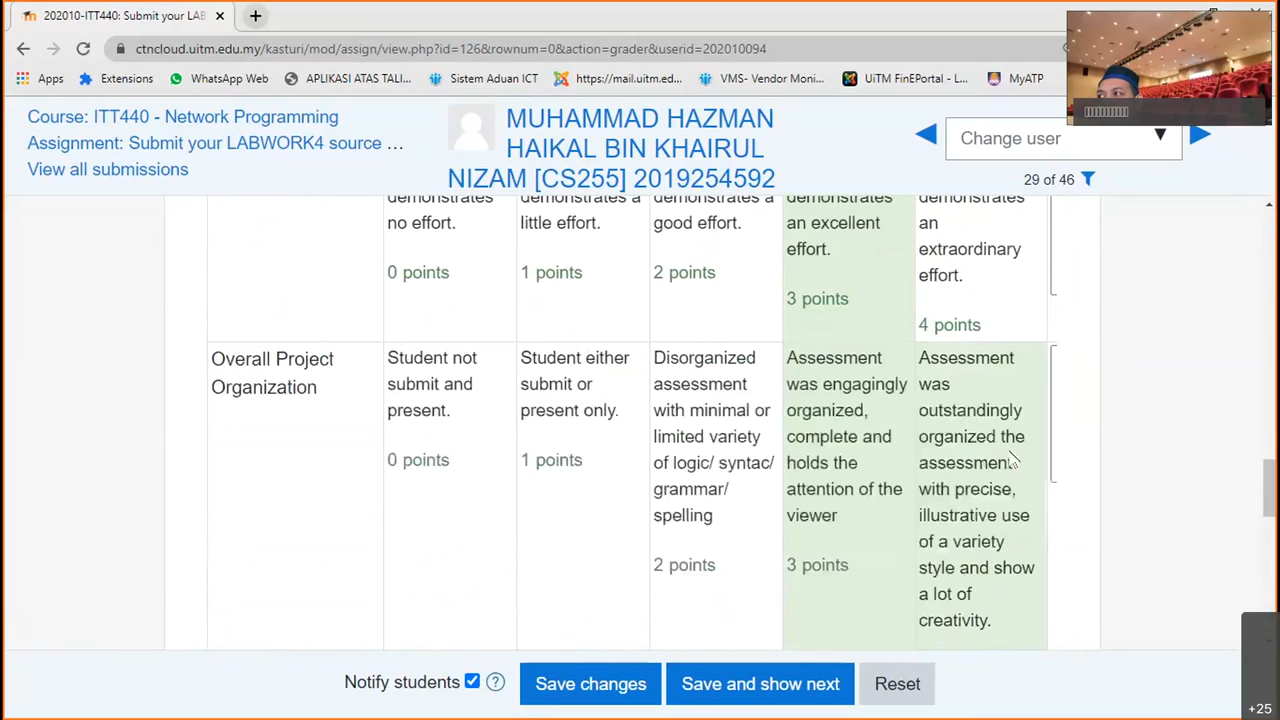 202010-ITT440: Submit your LAB
ctncloud.uitm.edu.my/kasturi/mod/assign/view.php?id=126&rownum=0&action=grader&userid=202010094
Apps
Extensions
WhatsApp Web
APLIKASI ATAS TALI...
Sistem Aduan ICT
https://mail.uitm.ed...
VMS- Vendor Moni...
UiTM FinEPortal - L...
MyATP
Course: ITT440 - Network Programming
Assignment: Submit your LABWORK4 source ...
View all submissions
MUHAMMAD HAZMAN
HAIKAL BIN KHAIRUL
NIZAM [CS255] 2019254592
Change user
29 of 46
demonstrates
no effort.
0 points
demonstrates a
little effort.
1 points
demonstrates a
good effort.
2 points
demonstrates
an excellent
effort.
3 points
demonstrates
an
extraordinary
effort.
4 points
Overall Project
Organization
Student not
submit and
present.
0 points
Student either
submit or
present only.
1 points
Disorganized
assessment
with minimal or
limited variety
of logic/ syntac/
grammar/
spelling
2 points
Assessment
was engagingly
organized,
complete and
holds the
attention of the
viewer
3 points
Assessment
was
outstandingly
organized the
assessment
with precise,
illustrative use
of a variety
style and show
a lot of
creativity.
Notify students
Save changes
Save and show next
Reset
+25